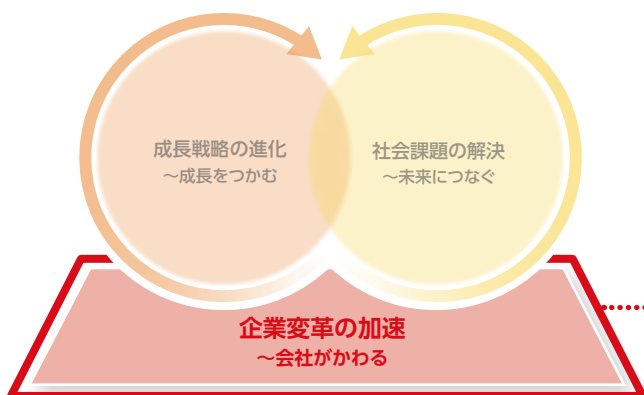 成長戦略の進化
～成長をつかむ
社会課題の解決
～未来につなぐ
企業変革の加速
～会社がかわる